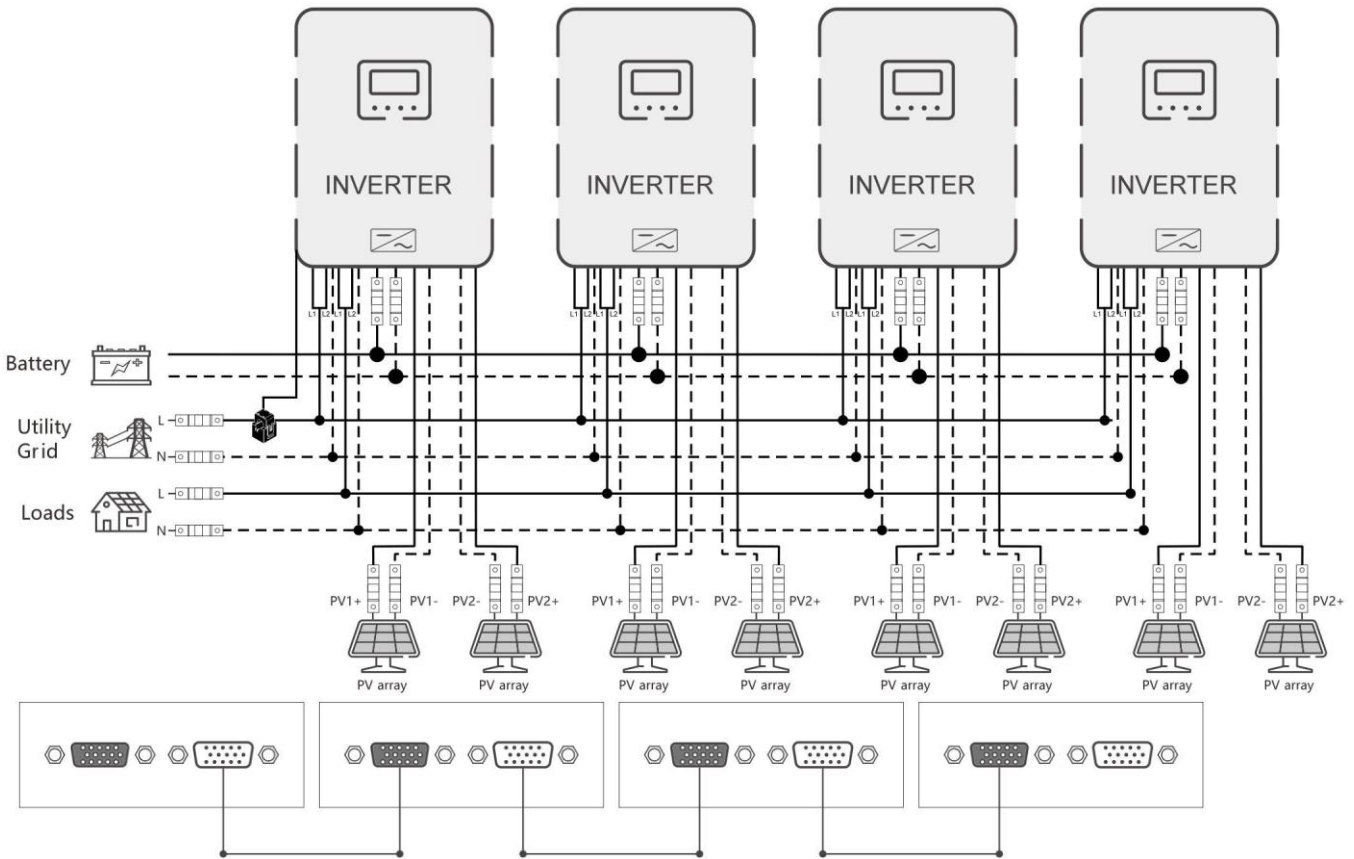 INVERTER INVERTER INVERTER INVERTER
L1 L2 L1 L2 L1 L2 L1 L2 L1 L2 L1 L2 L1 L2 L1 L2
Battery
Utility
Grid
L
N
Loads
L
N
PV1+ PV1- PV2- PV2+ PV1+ PV1- PV2- PV2+ PV1+ PV1- PV2- PV2+ PV1+ PV1- PV2- PV2+
PV array PV array PV array PV array PV array PV array PV array PV array